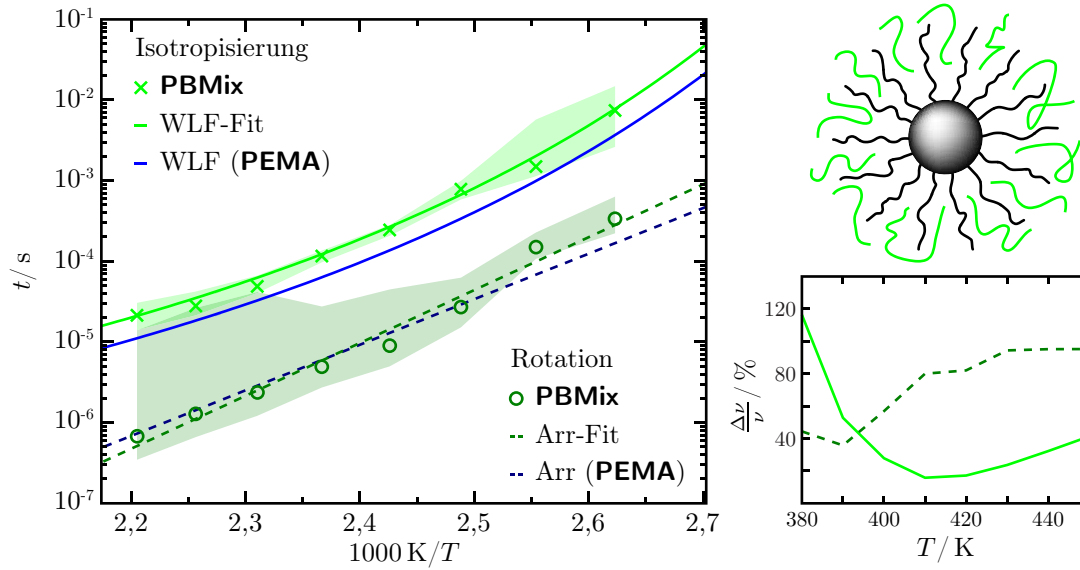 10⁻¹
10⁻²
10⁻³
10⁻⁴
10⁻⁵
10⁻⁶
10⁻⁷
t/ s
Isotropisierung
PBMix
WLF-Fit
WLF (PEMA)
Rotation
PBMix
Arr-Fit
Arr (PEMA)
2,2
2,3
2,4
2,5
2,6
2,7
1000 K/T
120
80
40
Δν/ν / %
380
400
420
440
T/ K